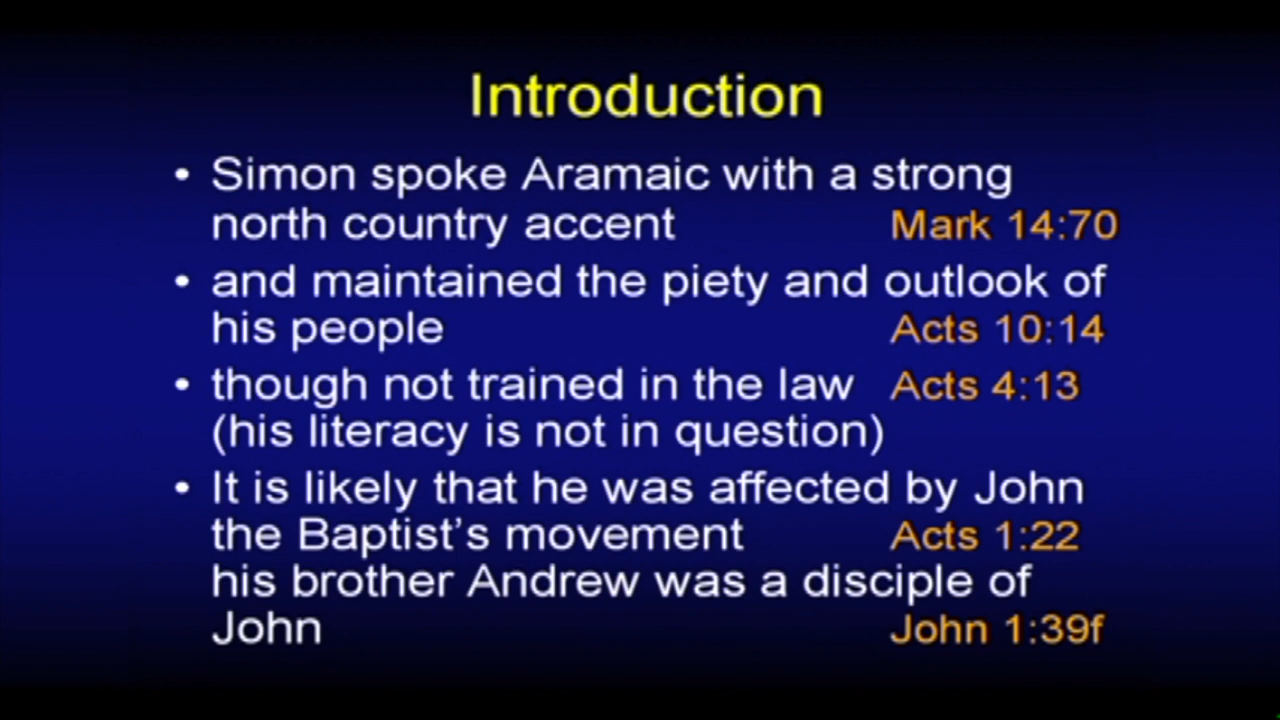 Introduction
• Simon spoke Aramaic with a strong
north country accent Mark 14:70
• and maintained the piety and outlook of
his people Acts 10:14
• though not trained in the law Acts 4:13
(his literacy is not in question)
• It is likely that he was affected by John
the Baptist’s movement Acts 1:22
his brother Andrew was a disciple of
John John 1:39f